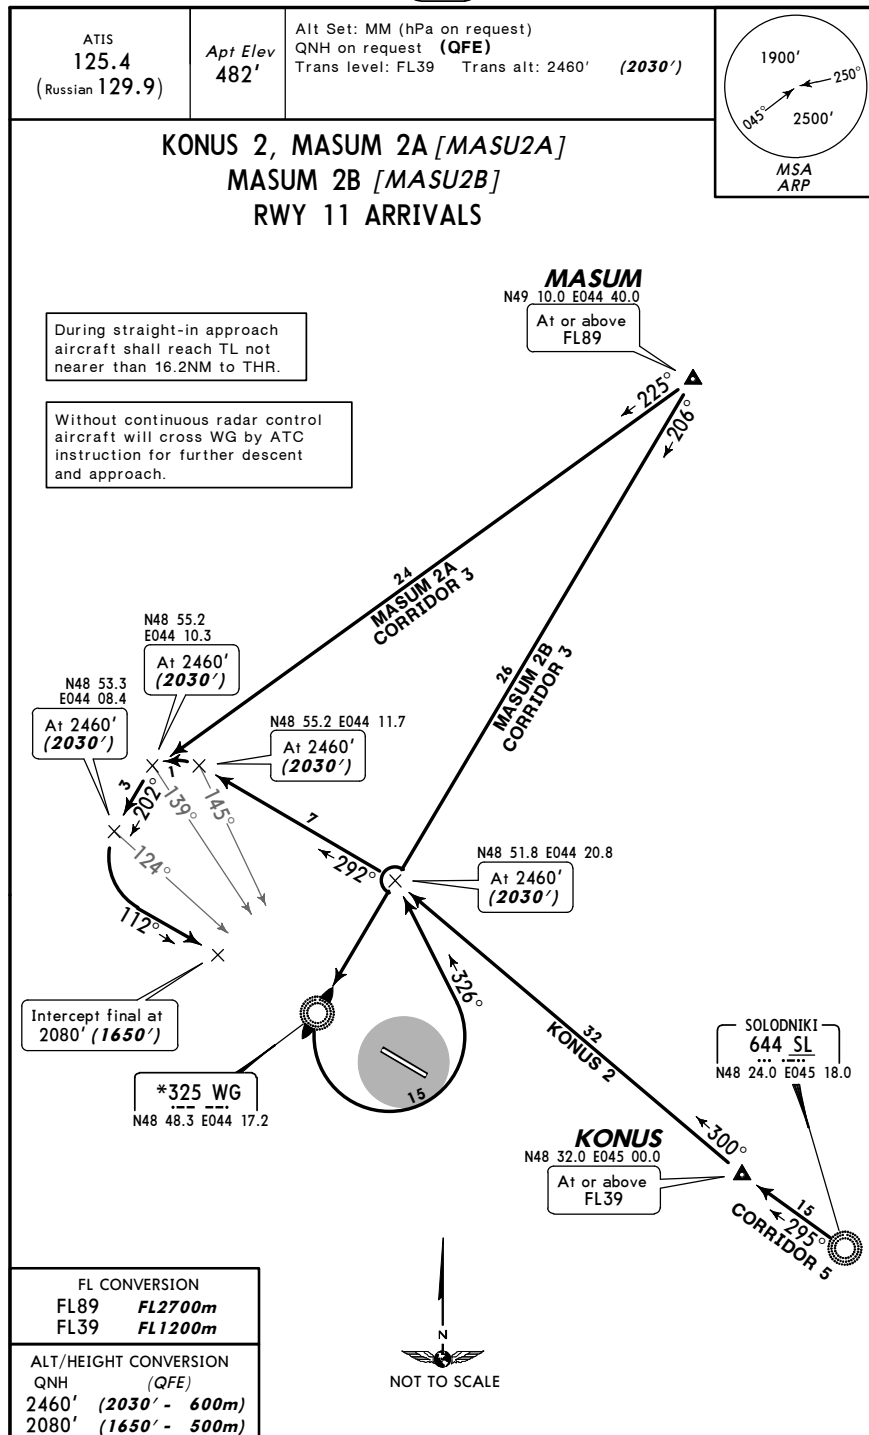 ATIS
125.4
(Russian 129.9)
Apt Elev
482'
Alt Set: MM (hPa on request)
QNH on request (QFE)
Trans level: FL39 Trans alt: 2460' (2030')
1900'
250°
045°
2500'
MSA
ARP
KONUS 2, MASUM 2A [MASU2A]
MASUM 2B [MASU2B]
RWY 11 ARRIVALS
MASUM
N49 10.0 E044 40.0
At or above
FL89
During straight-in approach
aircraft shall reach TL not
nearer than 16.2NM to THR.
Without continuous radar control
aircraft will cross WG by ATC
instruction for further descent
and approach.
225°
206°
24
MASUM 2A
CORRIDOR 3
26
MASUM 2B
CORRIDOR 3
N48 55.2
E044 10.3
At 2460'
(2030')
N48 53.3
E044 08.4
At 2460'
(2030')
N48 55.2 E044 11.7
At 2460'
(2030')
1
3
202°
139°
145°
124°
7
292°
N48 51.8 E044 20.8
At 2460'
(2030')
112°
326°
Intercept final at
2080' (1650')
*325 WG
N48 48.3 E044 17.2
15
32
KONUS 2
SOLODNIKI
644 SL
N48 24.0 E045 18.0
300°
KONUS
N48 32.0 E045 00.0
At or above
FL39
15
295°
CORRIDOR 5
N
NOT TO SCALE
FL CONVERSION
FL89 FL2700m
FL39 FL1200m
ALT/HEIGHT CONVERSION
QNH (QFE)
2460' (2030' - 600m)
2080' (1650' - 500m)